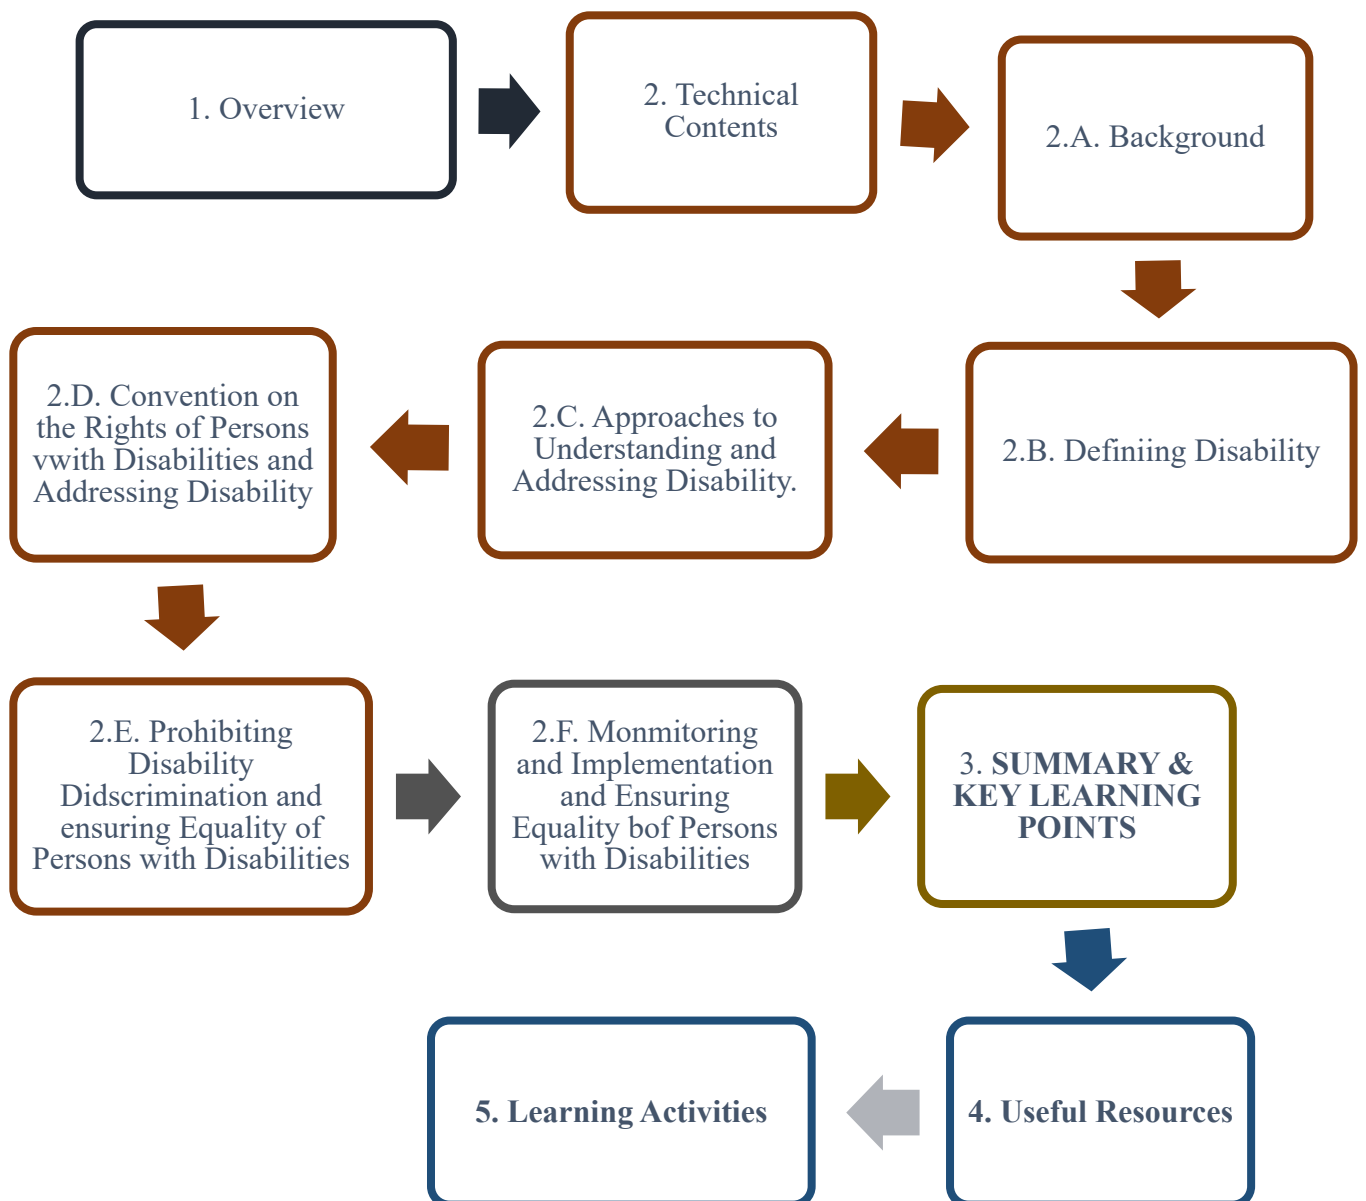 1. Overview
2. Technical
Contents
2.A. Background
2.B. Definiing Disability
2.C. Approaches to
Understanding and
Addressing Disability.
2.D. Convention on
the Rights of Persons
vwith Disabilities and
Addressing Disability
2.E. Prohibiting
Disability
Didscrimination and
ensuring Equality of
Persons with Disabilities
2.F. Monmitoring
and Implementation
and Ensuring
Equality bof Persons
with Disabilities
3. SUMMARY &
KEY LEARNING
POINTS
4. Useful Resources
5. Learning Activities